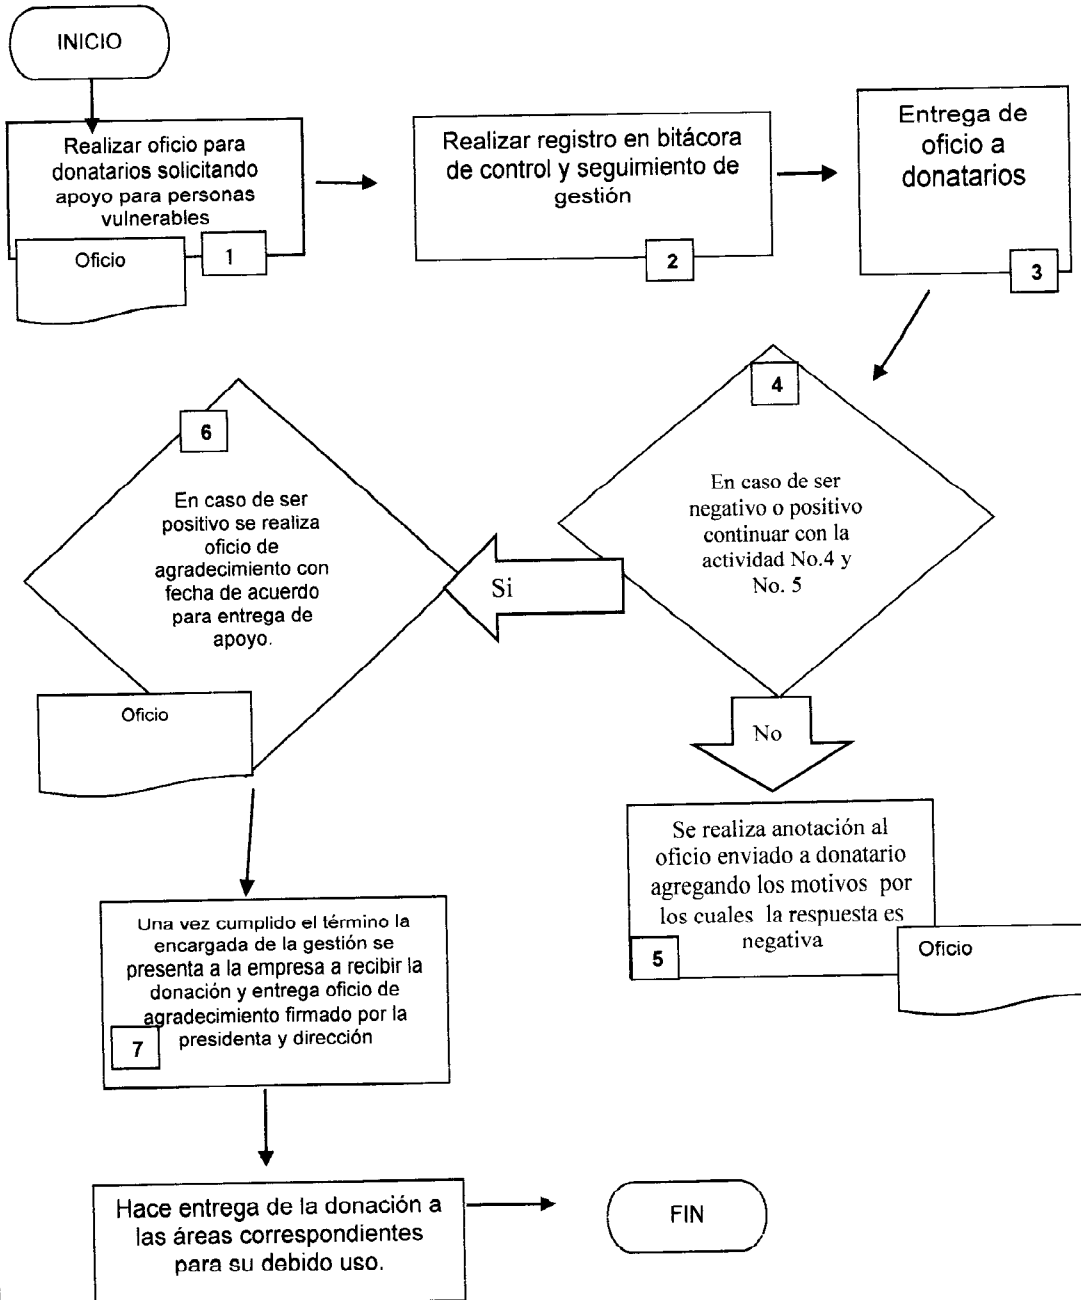 INICIO
Realizar oficio para
donatarios solicitando
apoyo para personas
vulnerables
Oficio
1
Realizar registro en bitácora
de control y seguimiento de
gestión
2
Entrega de
oficio a
donatarios
3
4
En caso de ser
negativo o positivo
continuar con la
actividad No.4 y
No. 5
Si
No
6
En caso de ser
positivo se realiza
oficio de
agradecimiento con
fecha de acuerdo
para entrega de
apoyo.
Oficio
Se realiza anotación al
oficio enviado a donatario
agregando los motivos por
los cuales la respuesta es
negativa
5
Oficio
Una vez cumplido el término la
encargada de la gestión se
presenta a la empresa a recibir la
donación y entrega oficio de
agradecimiento firmado por la
presidenta y dirección
7
Hace entrega de la donación a
las áreas correspondientes
para su debido uso.
FIN